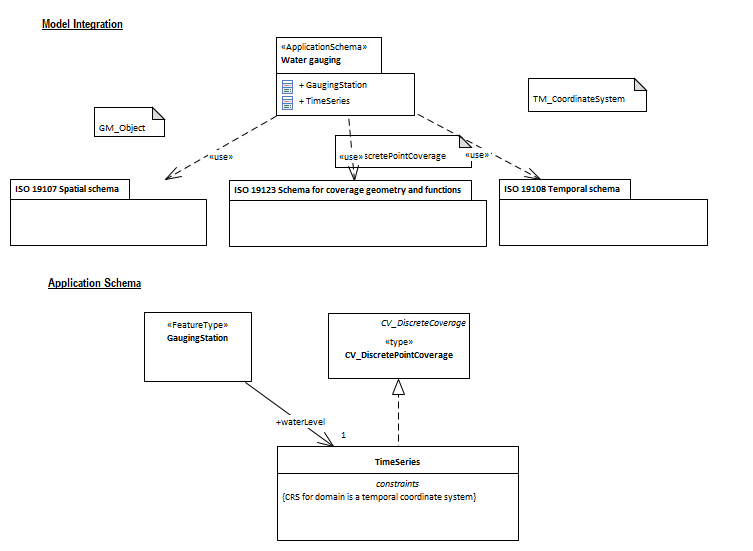 Model Integration
«ApplicationSchema»
Water gauging
+ GaugingStation
+ TimeSeries
TM_CoordinateSystem
GM_Object
«use»
«use»
scretePointCoverage
«use»
ISO 19107 Spatial schema
ISO 19123 Schema for coverage geometry and functions
ISO 19108 Temporal schema
Application Schema
«FeatureType»
GaugingStation
CV_DiscreteCoverage
«type»
CV_DiscretePointCoverage
+waterLevel
1
TimeSeries
constraints
{CRS for domain is a temporal coordinate system}